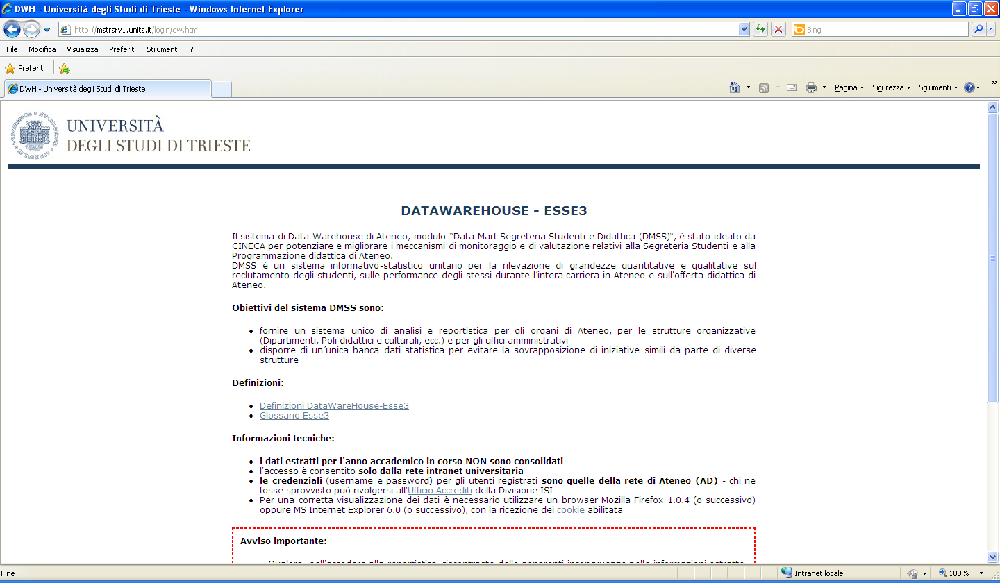 DWH - Università degli Studi di Trieste - Windows Internet Explorer
http://mstrsrv1.units.it/login/dw.htm
Bing
File Modifica Visualizza Preferiti Strumenti ?
Preferiti
DWH - Università degli Studi di Trieste
Pagina Sicurezza Strumenti
UNIVERSITÀ
DEGLI STUDI DI TRIESTE
DATAWAREHOUSE - ESSE3
Il sistema di Data Warehouse di Ateneo, modulo “Data Mart Segreteria Studenti e Didattica (DMSS)“, è stato ideato da
CINECA per potenziare e migliorare i meccanismi di monitoraggio e di valutazione relativi alla Segreteria Studenti e alla
Programmazione didattica di Ateneo.
DMSS è un sistema informativo-statistico unitario per la rilevazione di grandezze quantitative e qualitative sul
reclutamento degli studenti, sulle performance degli stessi durante l’intera carriera in Ateneo e sull'offerta didattica di
Ateneo.
Obiettivi del sistema DMSS sono:
• fornire un sistema unico di analisi e reportistica per gli organi di Ateneo, per le strutture organizzative
(Dipartimenti, Poli didattici e culturali, ecc.) e per gli uffici amministrativi
• disporre di un´unica banca dati statistica per evitare la sovrapposizione di iniziative simili da parte di diverse
strutture
Definizioni:
• Definizioni DataWareHouse-Esse3
• Glossario Esse3
Informazioni tecniche:
• i dati estratti per l'anno accademico in corso NON sono consolidati
• l'accesso è consentito solo dalla rete intranet universitaria
• le credenziali (username e password) per gli utenti registrati sono quelle della rete di Ateneo (AD) - chi ne
fosse sprovvisto può rivolgersi all'Ufficio Accrediti della Divisione ISI
• Per una corretta visualizzazione dei dati è necessario utilizzare un browser Mozilla Firefox 1.0.4 (o successivo)
oppure MS Internet Explorer 6.0 (o successivo), con la ricezione dei cookie abilitata
Avviso importante:
Fine
Intranet locale
100%